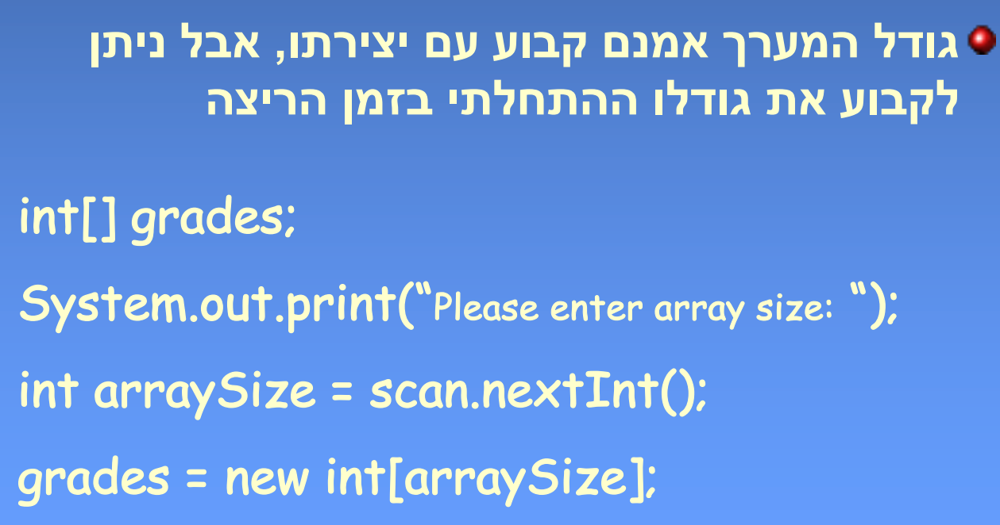 גודל המערך אמנם קבוע עם יצירתו, אבל ניתן
לקבוע את גודלו ההתחלתי בזמן הריצה
int[] grades;
System.out.print(“Please enter array size: “);
int arraySize = scan.nextInt();
grades = new int[arraySize];